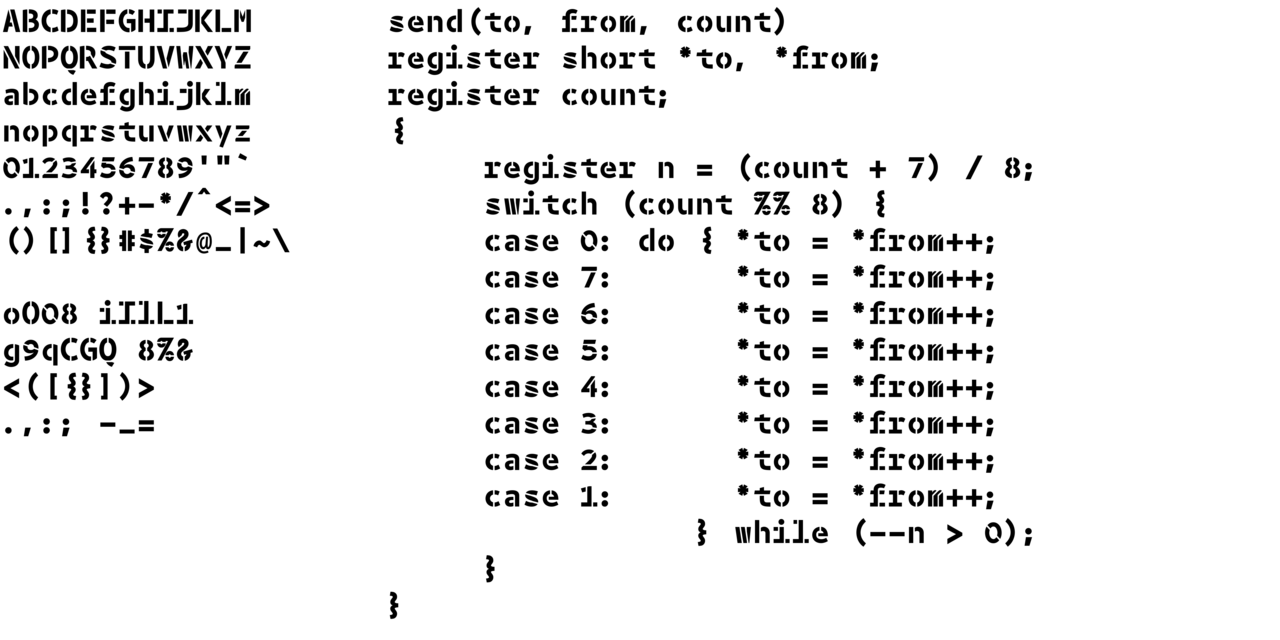 ABCDEFGHIJKLM
NOPQRSTUVWXYZ
abcdefghijklm
nopqrstuvwxyz
0123456789'"`
.,:;!?+-*/^<=>
()[]{}#$%&@_|~\
oO08 iIlL1
g9qCGQ 8%&
<([{}])>
.,:; -_=
send(to, from, count)
register short *to, *from;
register count;
{
register n = (count + 7) / 8;
switch (count %% 8) {
case 0: do { *to = *from++;
case 7: *to = *from++;
case 6: *to = *from++;
case 5: *to = *from++;
case 4: *to = *from++;
case 3: *to = *from++;
case 2: *to = *from++;
case 1: *to = *from++;
} while (--n > 0);
}
}